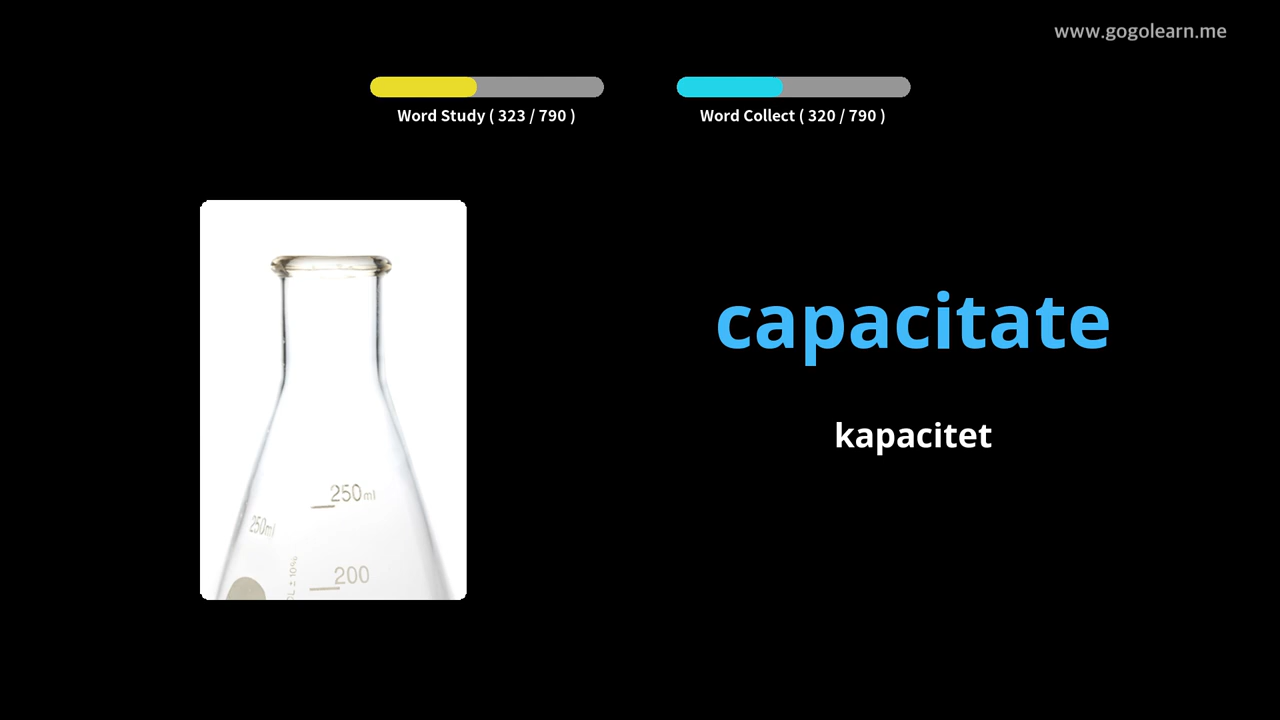 www.gogolearn.me
Word Study ( 323 / 790 )
Word Collect ( 320 / 790 )
capacitate
kapacitet
250ml
250ml
200